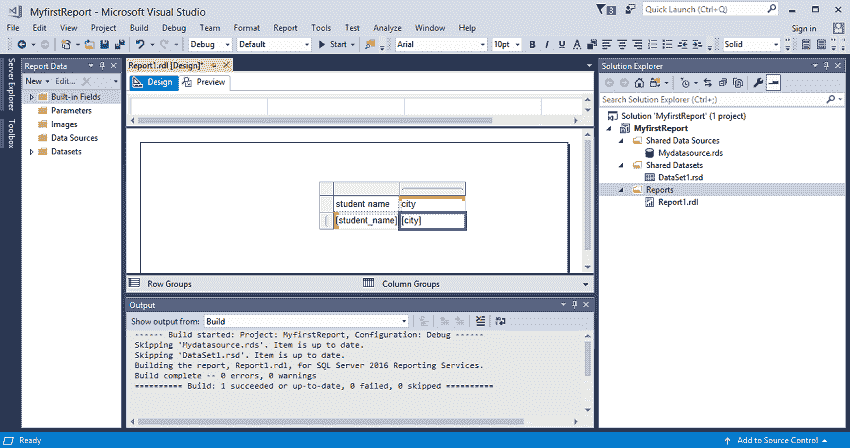 MyfirstReport - Microsoft Visual Studio
3
Quick Launch (Ctrl+Q)
File Edit View Project Build Debug Team Format Report Tools Test Analyze Window Help
Sign in
Debug Default Start Arial 10pt B I U A Solid
Server Explorer
Toolbox
Report Data
New Edit...
Built-in Fields
Parameters
Images
Data Sources
Datasets
Report1.rdl [Design]*
Design Preview
student name city
[student_name] [city]
Row Groups Column Groups
Output
Show output from: Build
------ Build started: Project: MyfirstReport, Configuration: Debug ------
Skipping 'Mydatasource.rds'. Item is up to date.
Skipping 'DataSet1.rsd'. Item is up to date.
Building the report, Report1.rdl, for SQL Server 2016 Reporting Services.
Build complete -- 0 errors, 0 warnings
========== Build: 1 succeeded or up-to-date, 0 failed, 0 skipped ==========
Solution Explorer
Search Solution Explorer (Ctrl+;)
Solution 'MyfirstReport' (1 project)
MyfirstReport
Shared Data Sources
Mydatasource.rds
Shared Datasets
DataSet1.rsd
Reports
Report1.rdl
Ready
Add to Source Control